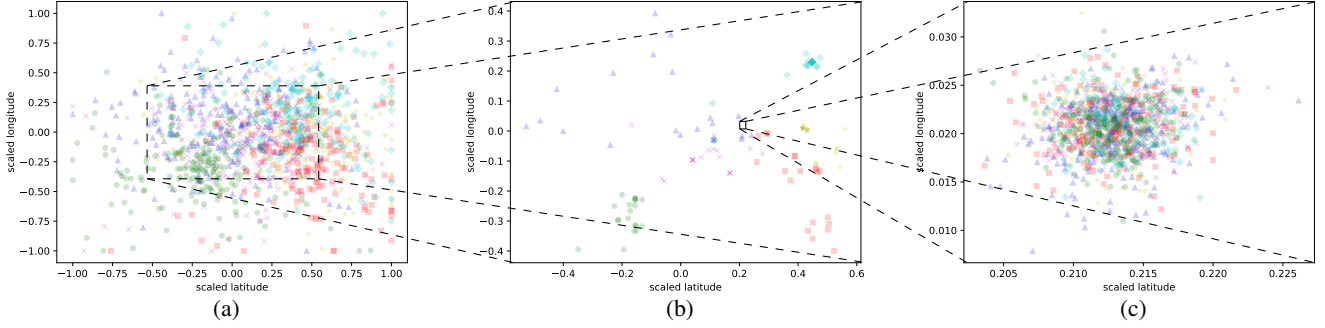 1.00
0.75
0.50
0.25
0.00
−0.25
−0.50
−0.75
−1.00
scaled longitude
−1.00 −0.75 −0.50 −0.25 0.00 0.25 0.50 0.75 1.00
scaled latitude
(a)
0.4
0.3
0.2
0.1
0.0
−0.1
−0.2
−0.3
−0.4
scaled longitude
−0.4 −0.2 0.0 0.2 0.4 0.6
scaled latitude
(b)
0.030
0.025
0.020
0.015
0.010
scaled longitude
0.205 0.210 0.215 0.220 0.225
scaled latitude
(c)